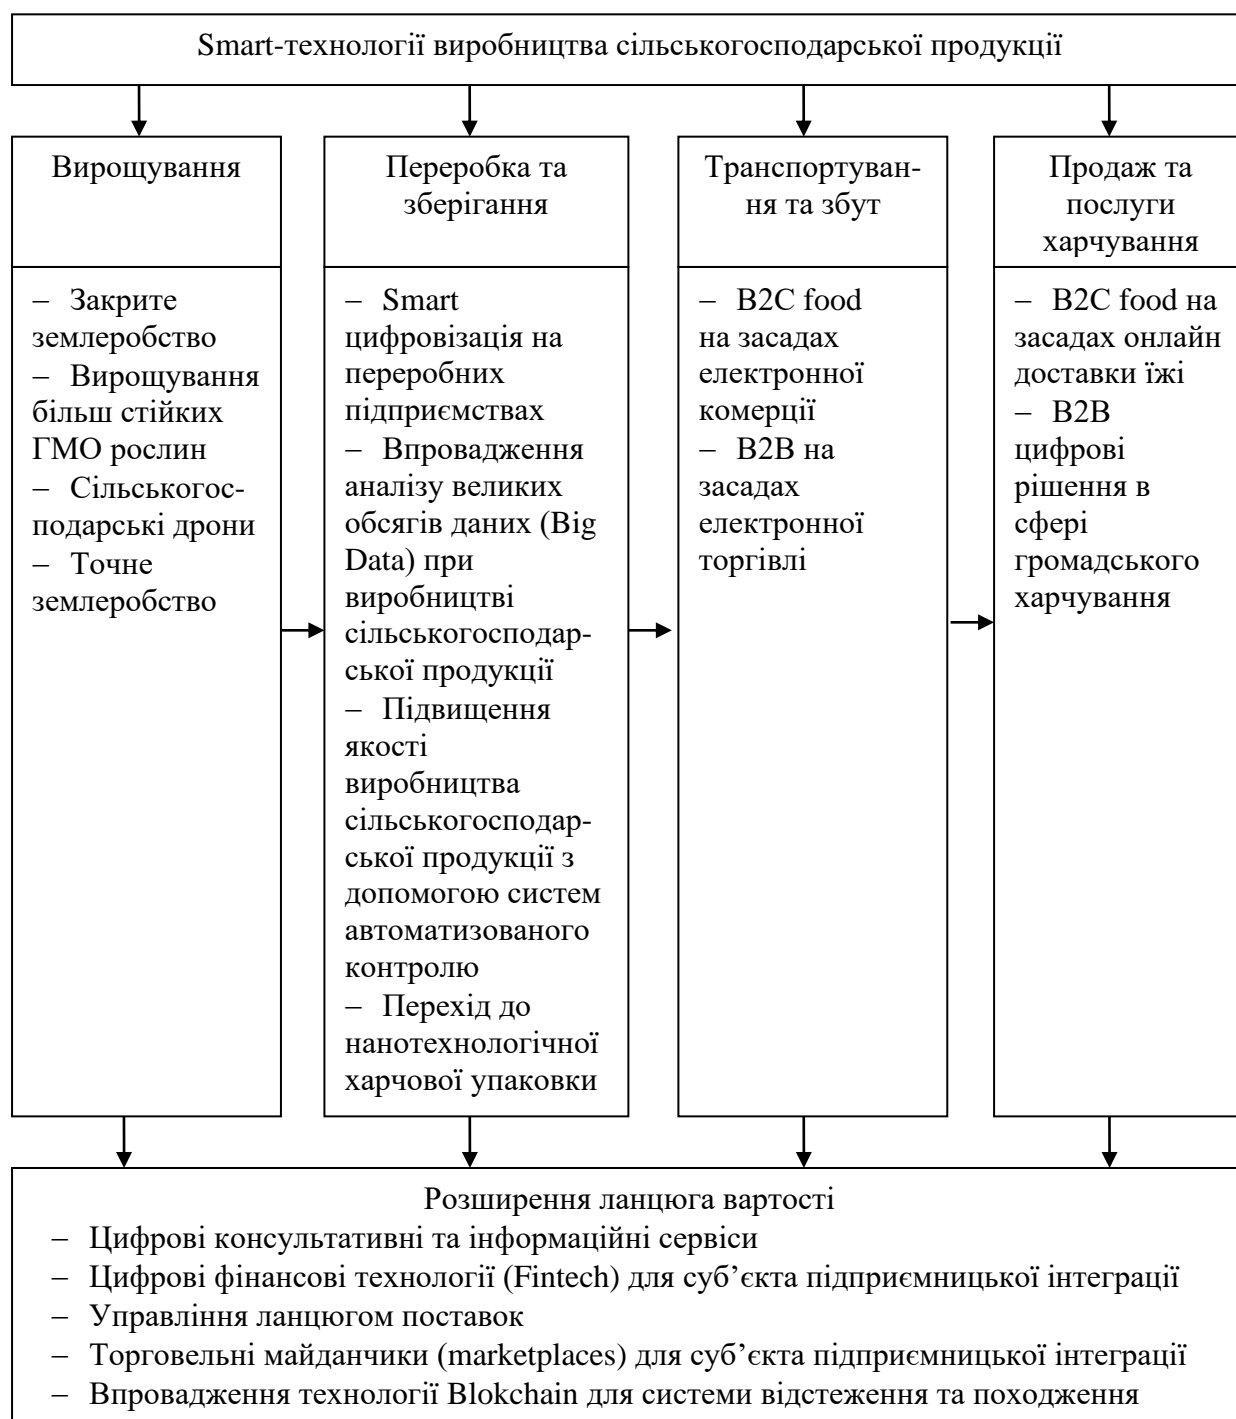 Smart-технології виробництва сільськогосподарської продукції
Вирощування
Переробка та
зберігання
Транспортуван-
ня та збут
Продаж та
послуги
харчування
– Закрите
землеробство
– Вирощування
більш стійких
ГМО рослин
– Сільськогос-
подарські дрони
– Точне
землеробство
– Smart
цифровізація на
переробних
підприємствах
– Впровадження
аналізу великих
обсягів даних (Big
Data) при
виробництві
сільськогосподар-
ської продукції
– Підвищення
якості
виробництва
сільськогосподар-
ської продукції з
допомогою систем
автоматизованого
контролю
– Перехід до
нанотехнологічної
харчової упаковки
– B2C food
на засадах
електронної
комерції
– B2B на
засадах
електронної
торгівлі
– B2C food на
засадах онлайн
доставки їжі
– B2B
цифрові
рішення в
сфері
громадського
харчування
Розширення ланцюга вартості
– Цифрові консультативні та інформаційні сервіси
– Цифрові фінансові технології (Fintech) для суб’єкта підприємницької інтеграції
– Управління ланцюгом поставок
– Торговельні майданчики (marketplaces) для суб’єкта підприємницької інтеграції
– Впровадження технології Blokchain для системи відстеження та походження